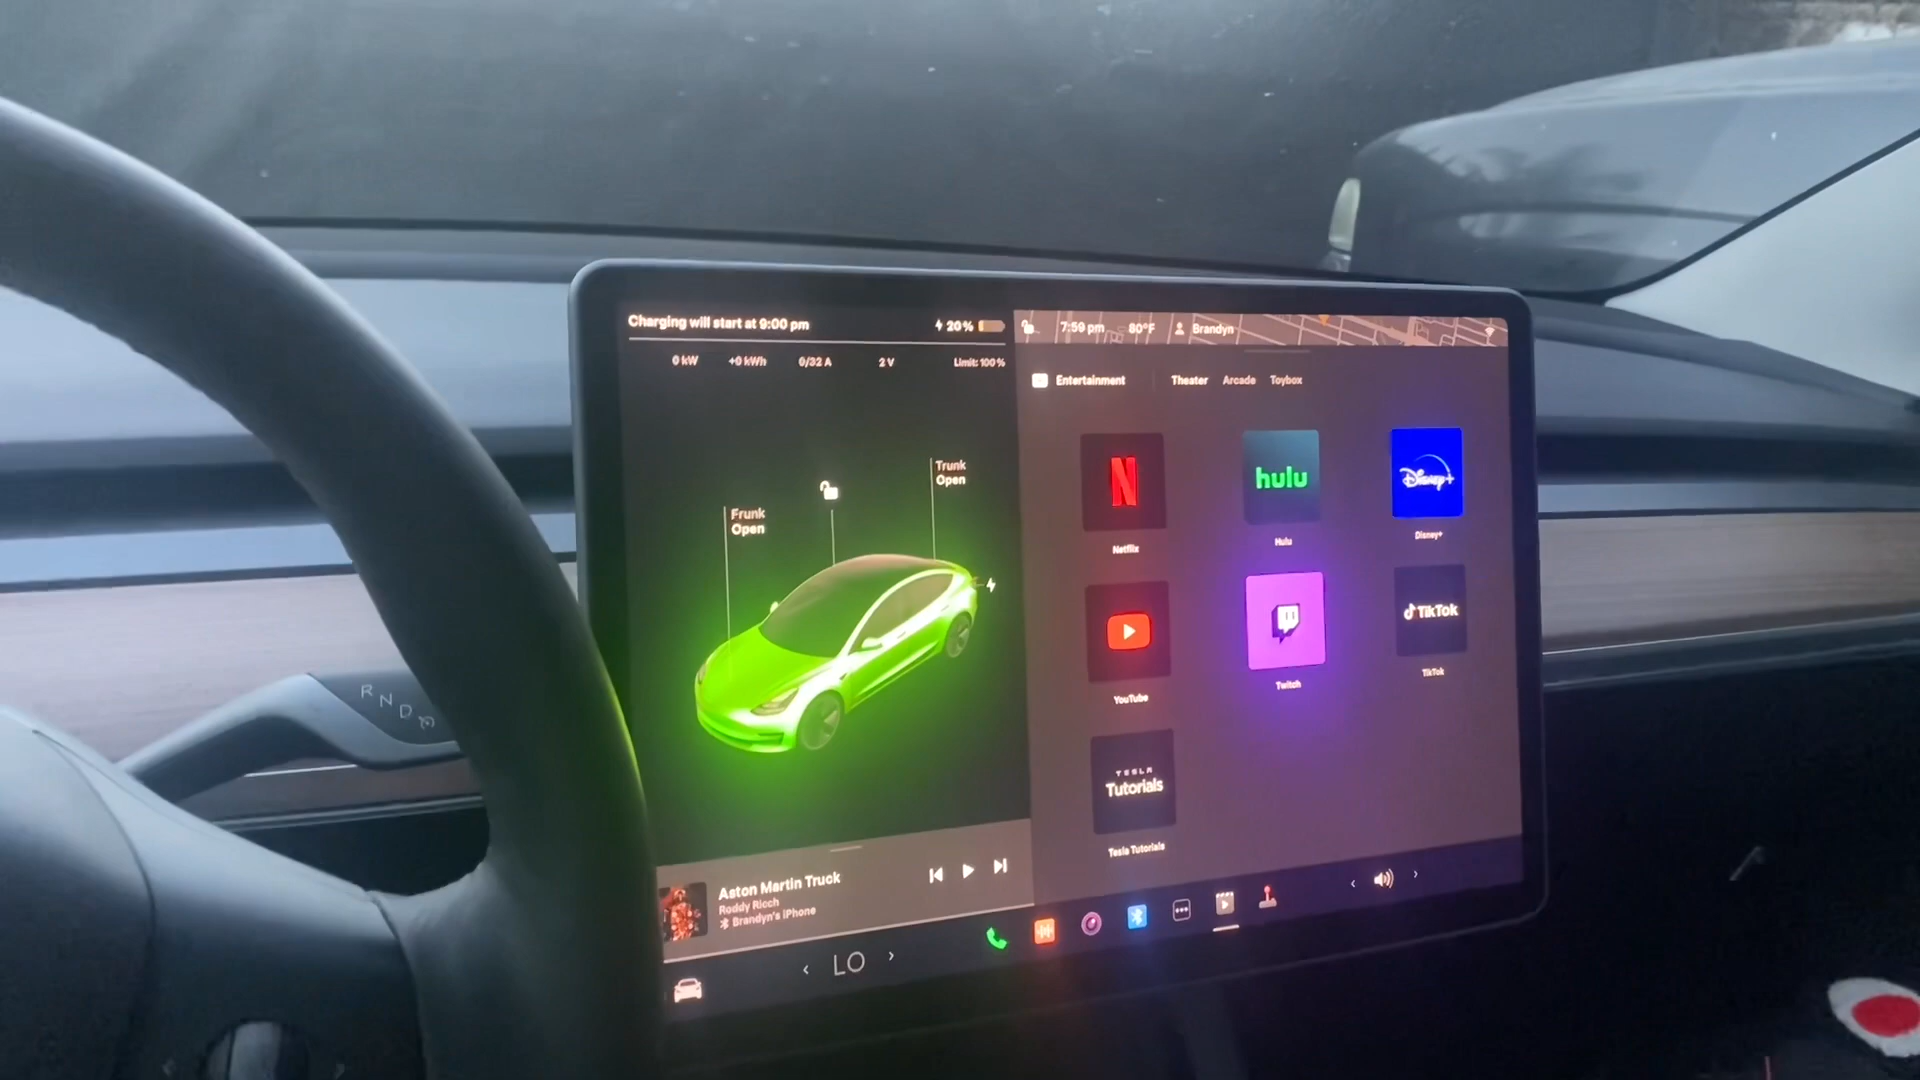 Charging will start at 9:00 pm
20%
0 kW +0 kWh 0/32 A 2 V Limit: 100%
7:59 pm 80°F Brandyn
Entertainment Theater Arcade Toybox
Trunk
Open
Frunk
Open
N
hulu
Disney+
Netflix
Hulu
Disney+
TikTok
YouTube
Twitch
TikTok
TESLA
Tutorials
Tesla Tutorials
R
N
D
Aston Martin Truck
Roddy Ricch
Brandyn's iPhone
LO